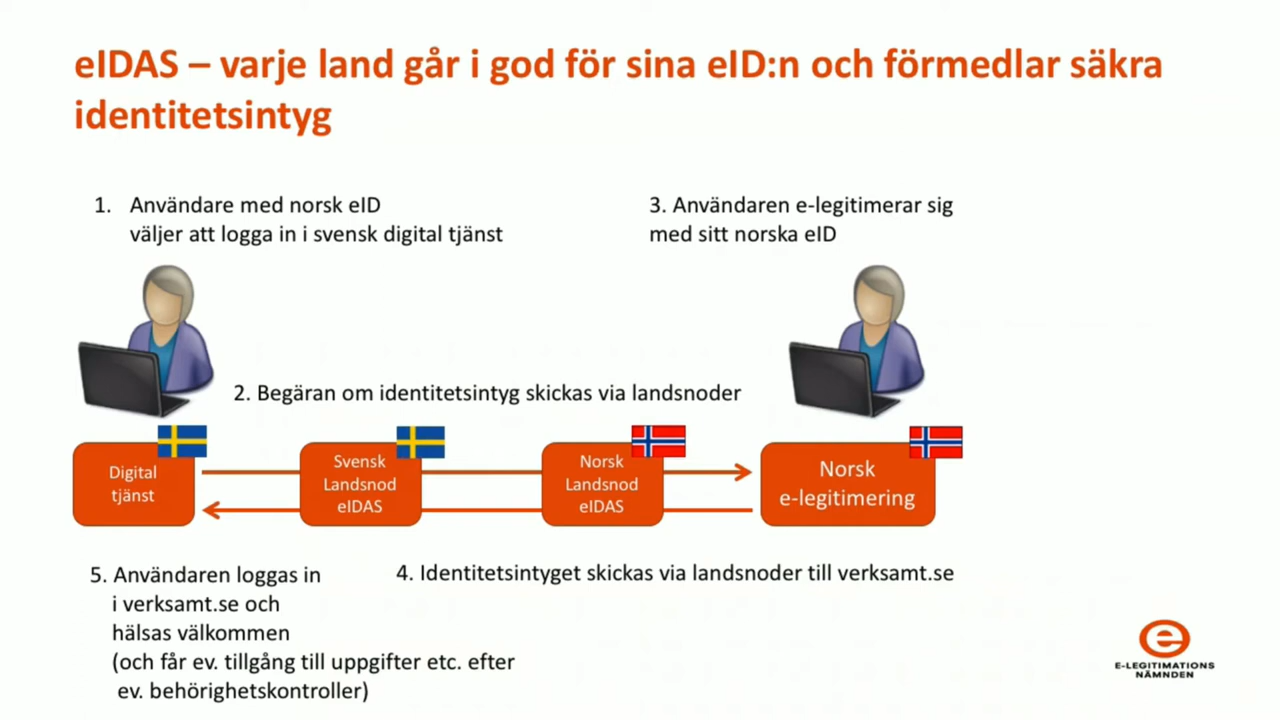 eIDAS – varje land går i god för sina eID:n och förmedlar säkra
identitetsintyg
1. Användare med norsk eID
väljer att logga in i svensk digital tjänst
3. Användaren e-legitimerar sig
med sitt norska eID
2. Begäran om identitetsintyg skickas via landsnoder
Digital
tjänst
Svensk
Landsnod
eIDAS
Norsk
Landsnod
eIDAS
Norsk
e-legitimering
5. Användaren loggas in
i verksamt.se och
hälsas välkommen
(och får ev. tillgång till uppgifter etc. efter
ev. behörighetskontroller)
4. Identitetsintyget skickas via landsnoder till verksamt.se
E-LEGITIMATIONS
NÄMNDEN